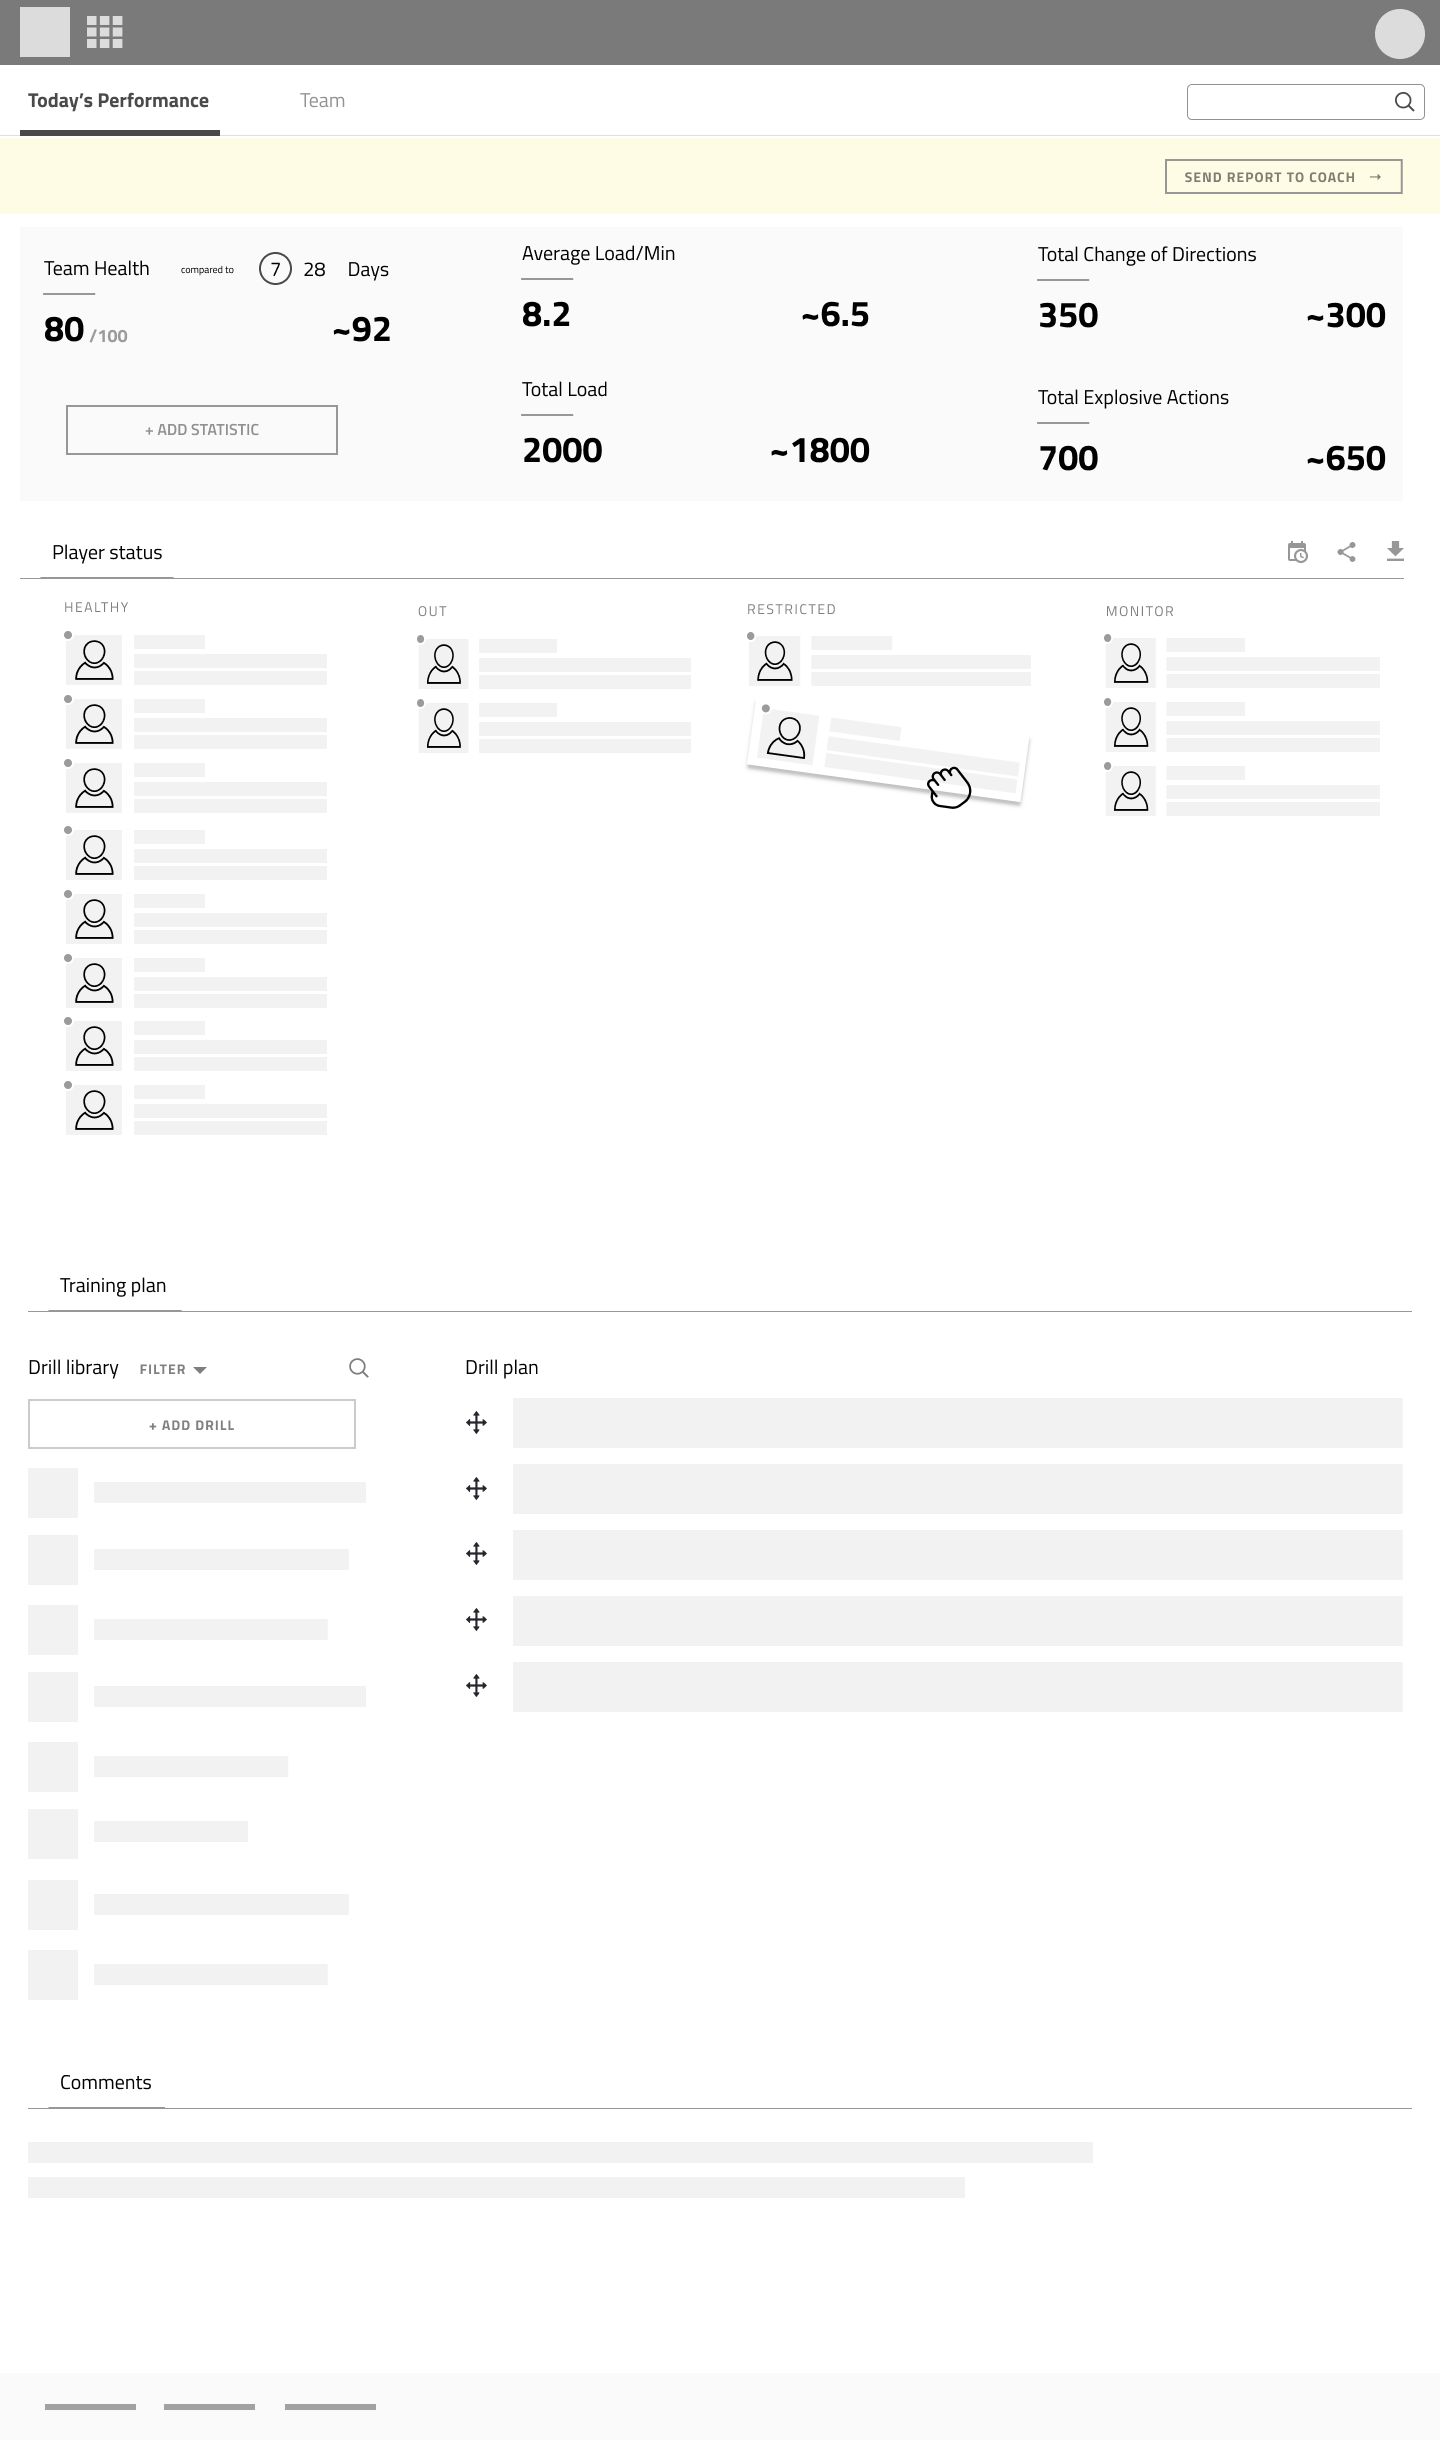 Today's Performance
Team
SEND REPORT TO COACH →
Team Health compared to 7 28 Days
80 /100 ~92
+ ADD STATISTIC
Average Load/Min
8.2 ~6.5
Total Load
2000 ~1800
Total Change of Directions
350 ~300
Total Explosive Actions
700 ~650
Player status
HEALTHY
OUT
RESTRICTED
MONITOR
Training plan
Drill library FILTER
+ ADD DRILL
Drill plan
Comments